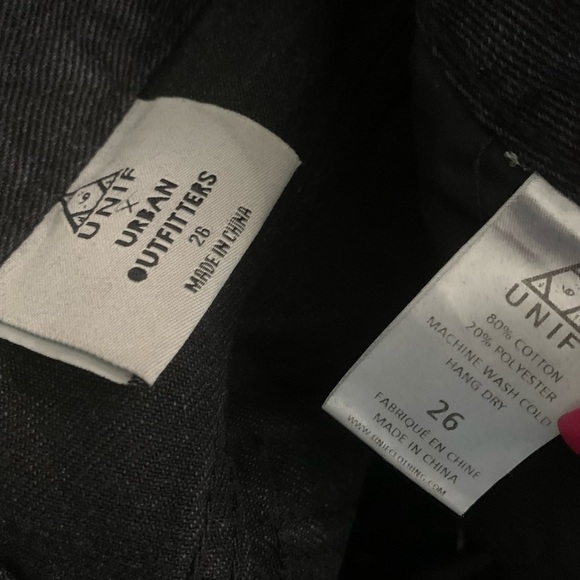 UNIF
X
URBAN
OUTFITTERS
26
MADE IN CHINA
UNIF
80% COTTON
20% POLYESTER
MACHINE WASH COLD
HANG DRY
26
FABRIQUÉ EN CHINE
MADE IN CHINA
WWW.UNIFCLOTHING.COM